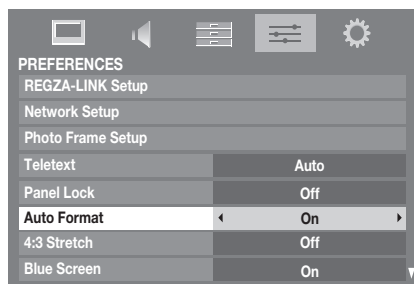 PREFERENCES
REGZA-LINK Setup
Network Setup
Photo Frame Setup
Teletext Auto
Panel Lock Off
Auto Format On
4:3 Stretch Off
Blue Screen On